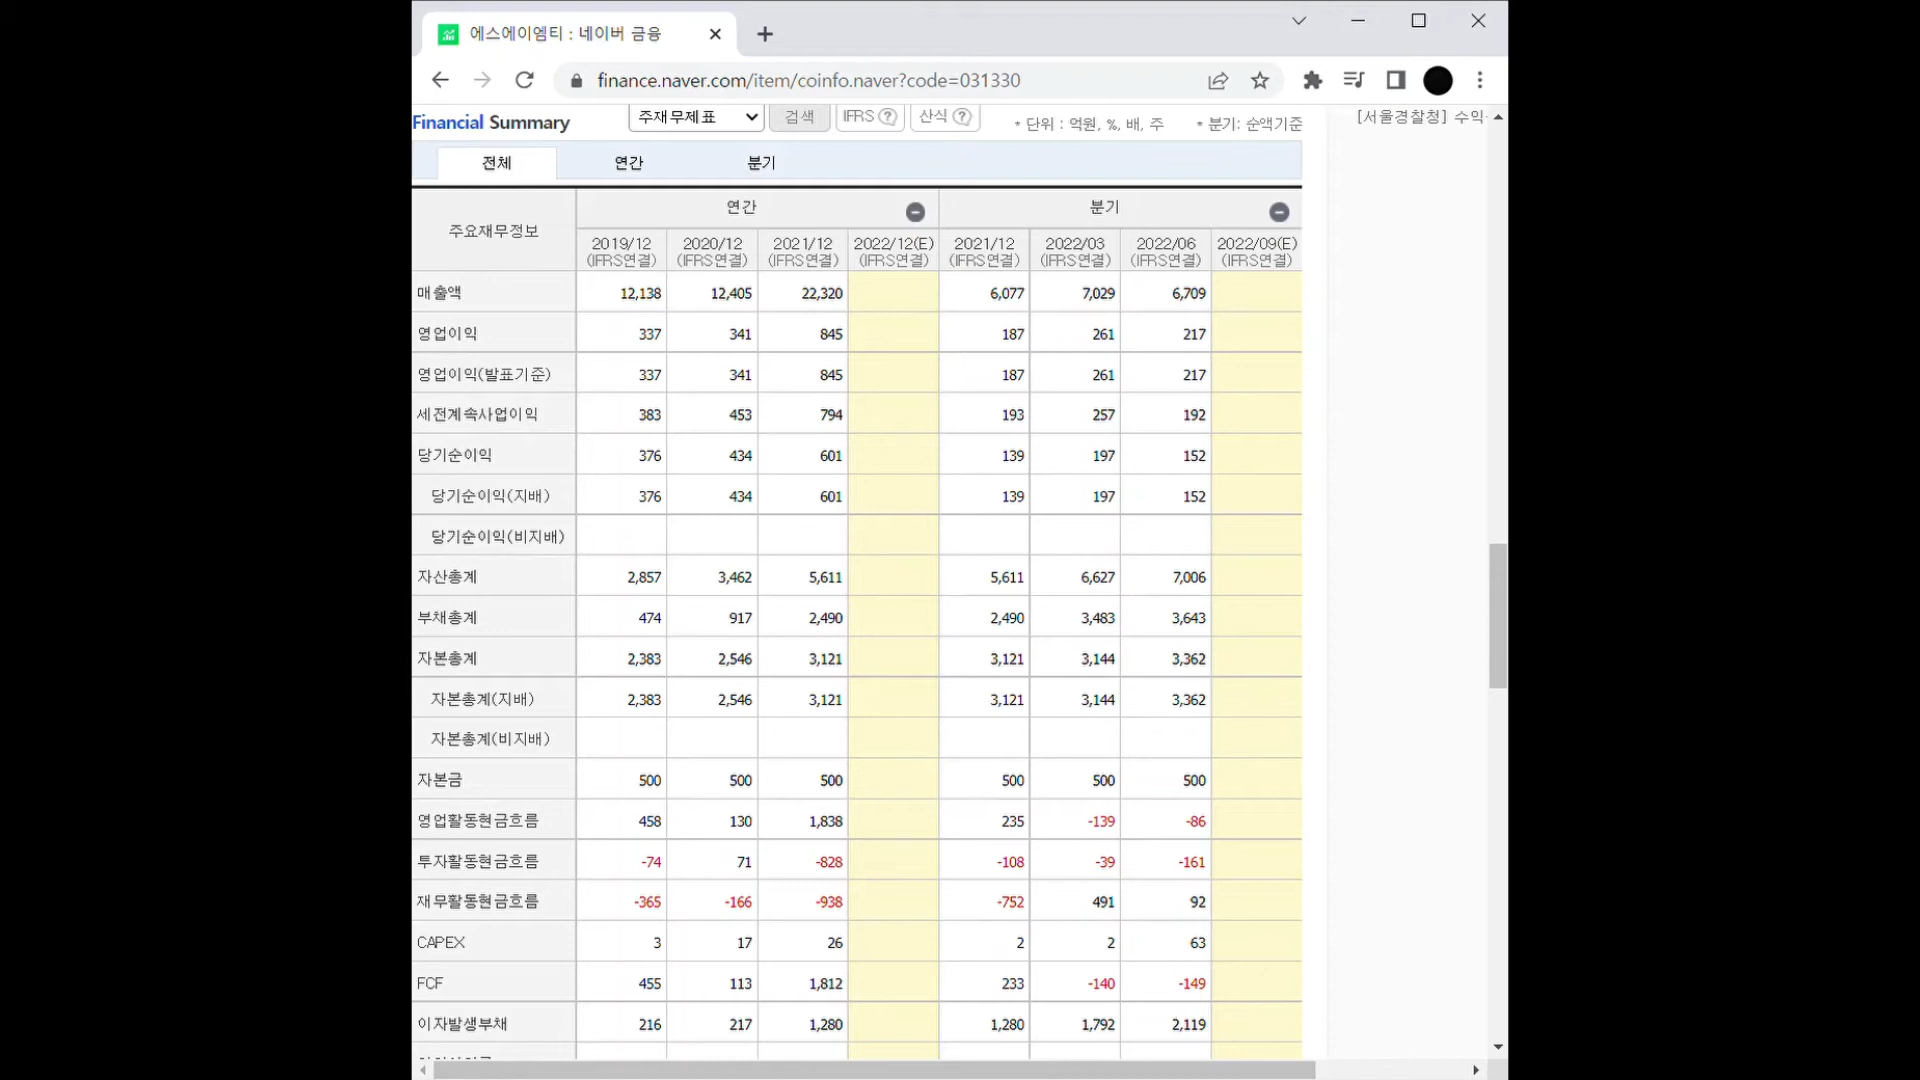 에스에이엠티 : 네이버 금융
finance.naver.com/item/coinfo.naver?code=031330
Financial Summary 주재무제표 검색 IFRS ? 산식 ? * 단위 : 억원, %, 배, 주 * 분기: 순액기준 [서울경찰청] 수익
전체 연간 분기
주요재무정보 연간 분기
2019/12 2020/12 2021/12 2022/12(E) 2021/12 2022/03 2022/06 2022/09(E)
(IFRS연결) (IFRS연결) (IFRS연결) (IFRS연결) (IFRS연결) (IFRS연결) (IFRS연결) (IFRS연결)
매출액 12,138 12,405 22,320 6,077 7,029 6,709
영업이익 337 341 845 187 261 217
영업이익(발표기준) 337 341 845 187 261 217
세전계속사업이익 383 453 794 193 257 192
당기순이익 376 434 601 139 197 152
당기순이익(지배) 376 434 601 139 197 152
당기순이익(비지배)
자산총계 2,857 3,462 5,611 5,611 6,627 7,006
부채총계 474 917 2,490 2,490 3,483 3,643
자본총계 2,383 2,546 3,121 3,121 3,144 3,362
자본총계(지배) 2,383 2,546 3,121 3,121 3,144 3,362
자본총계(비지배)
자본금 500 500 500 500 500 500
영업활동현금흐름 458 130 1,838 235 -139 -86
투자활동현금흐름 -74 71 -828 -108 -39 -161
재무활동현금흐름 -365 -166 -938 -752 491 92
CAPEX 3 17 26 2 2 63
FCF 455 113 1,812 233 -140 -149
이자발생부채 216 217 1,280 1,280 1,792 2,119